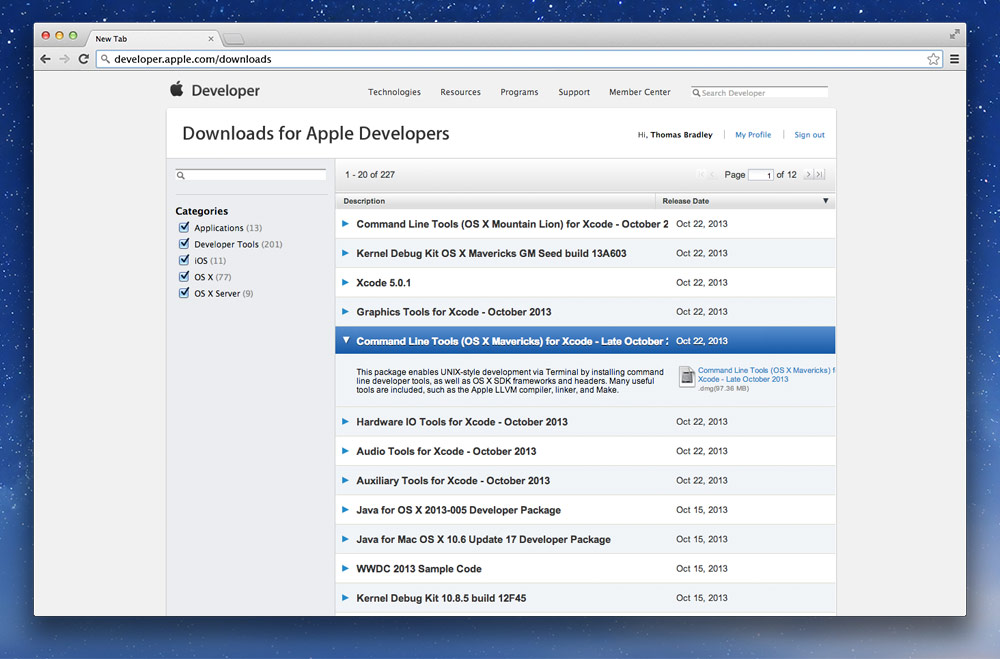 New Tab
developer.apple.com/downloads
Developer
Technologies Resources Programs Support Member Center Search Developer
Downloads for Apple Developers
Hi, Thomas Bradley My Profile Sign out
1 - 20 of 227
Page 1 of 12
Categories
Applications (13)
Developer Tools (201)
iOS (11)
OS X (77)
OS X Server (9)
Description Release Date
Command Line Tools (OS X Mountain Lion) for Xcode - October 2 Oct 22, 2013
Kernel Debug Kit OS X Mavericks GM Seed build 13A603 Oct 22, 2013
Xcode 5.0.1 Oct 22, 2013
Graphics Tools for Xcode - October 2013 Oct 22, 2013
Command Line Tools (OS X Mavericks) for Xcode - Late October Oct 22, 2013
This package enables UNIX-style development via Terminal by installing command
line developer tools, as well as OS X SDK frameworks and headers. Many useful
tools are included, such as the Apple LLVM compiler, linker, and Make.
Command Line Tools (OS X Mavericks) f
Xcode - Late October 2013
.dmg(97.36 MB)
Hardware IO Tools for Xcode - October 2013 Oct 22, 2013
Audio Tools for Xcode - October 2013 Oct 22, 2013
Auxiliary Tools for Xcode - October 2013 Oct 22, 2013
Java for OS X 2013-005 Developer Package Oct 15, 2013
Java for Mac OS X 10.6 Update 17 Developer Package Oct 15, 2013
WWDC 2013 Sample Code Oct 15, 2013
Kernel Debug Kit 10.8.5 build 12F45 Oct 15, 2013